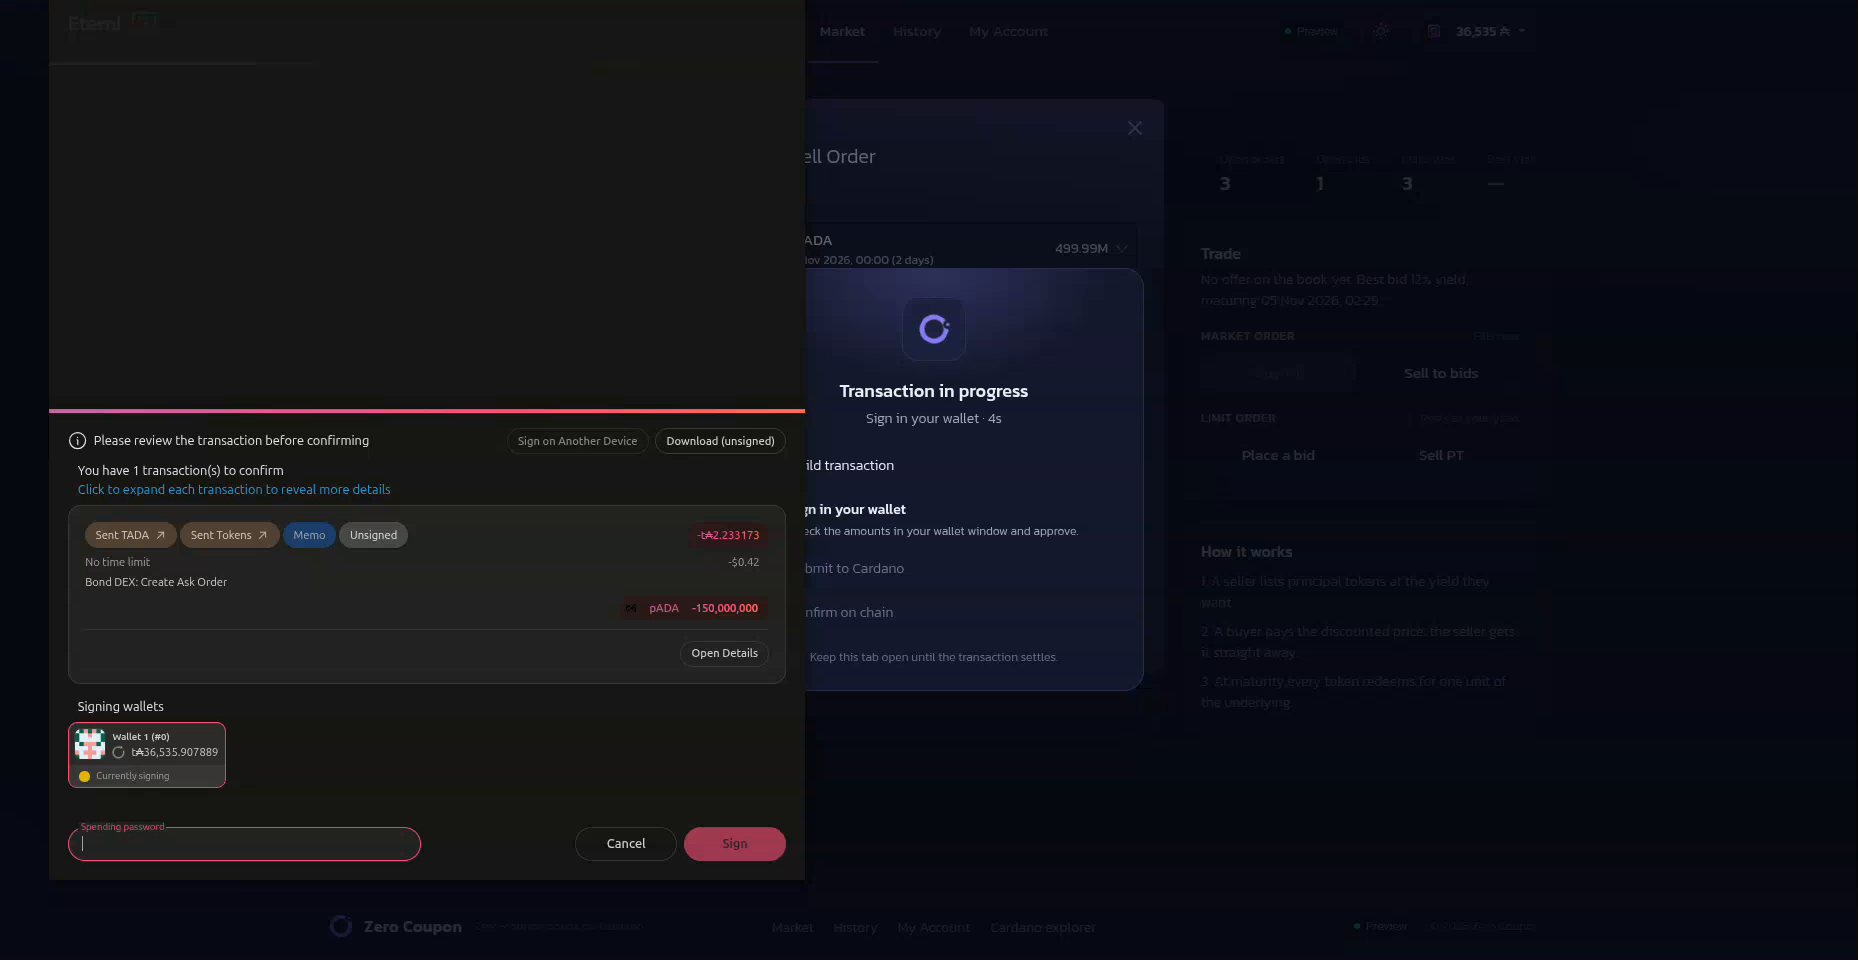 Eternl
Market
History
My Account
Preview
36,535 ₳
ell Order
ADA
499.99M
ov 2026, 00:00 (2 days)
3
1
3
—
Trade
No offer on the book yet. Best bid 12% yield,
maturing 05 Nov 2026, 02:25.
MARKET ORDER
Sell to bids
LIMIT ORDER
Place a bid
Sell PT
How it works
1. A seller lists principal tokens at the yield they
want.
2. A buyer pays the discounted price, the seller gets
it straight away.
3. At maturity every token redeems for one unit of
the underlying.
Transaction in progress
Sign in your wallet · 4s
ild transaction
gn in your wallet
eck the amounts in your wallet window and approve.
bmit to Cardano
nfirm on chain
Keep this tab open until the transaction settles.
Please review the transaction before confirming
Sign on Another Device
Download (unsigned)
You have 1 transaction(s) to confirm
Click to expand each transaction to reveal more details
Sent TADA
Sent Tokens
Memo
Unsigned
-t₳2.233173
No time limit
-$0.42
Bond DEX: Create Ask Order
pADA -150,000,000
Open Details
Signing wallets
Wallet 1 (#0)
t₳36,535.907889
Currently signing
Spending password
Cancel
Sign
Zero Coupon
Market
History
My Account
Cardano explorer
Preview